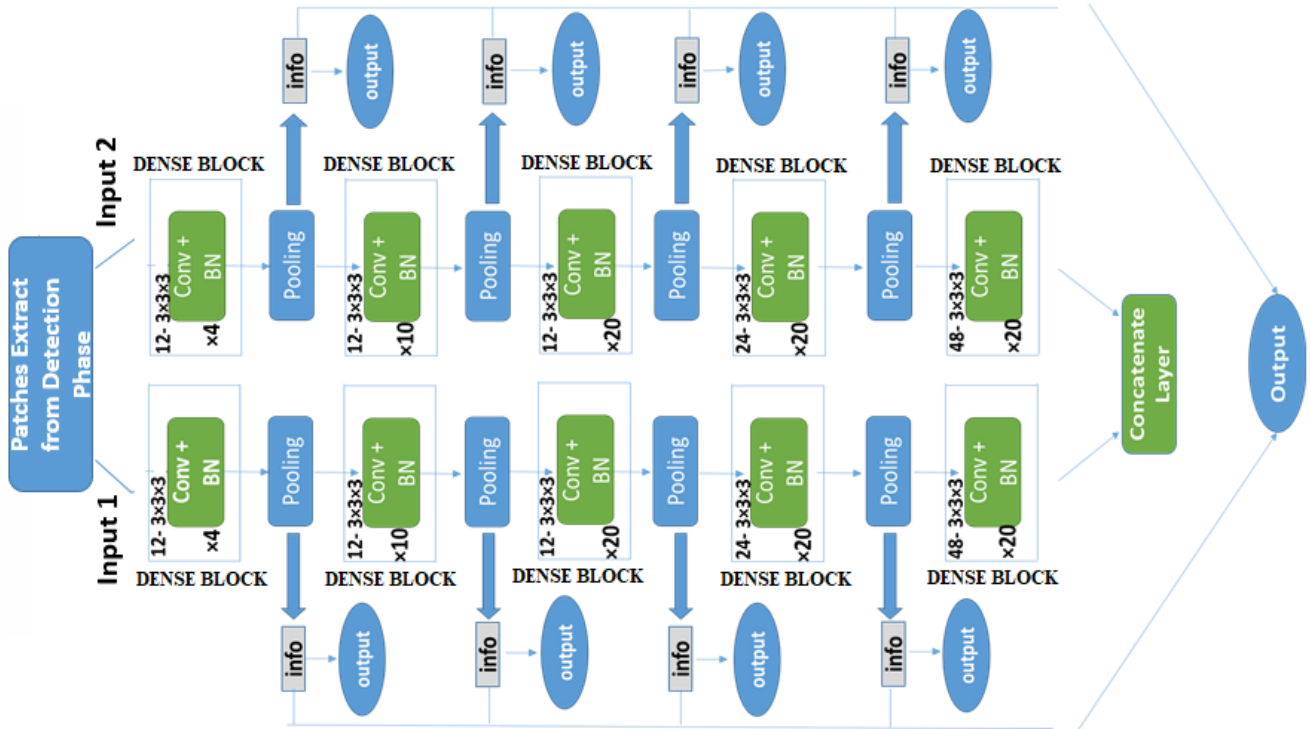 Patches Extract
from Detection
Phase
Input 2
Input 1
info
output
info
output
info
output
info
output
DENSE BLOCK
DENSE BLOCK
DENSE BLOCK
DENSE BLOCK
DENSE BLOCK
12- 3×3×3
Conv +
BN
×4
Pooling
12- 3×3×3
Conv +
BN
×10
Pooling
12- 3×3×3
Conv +
BN
×20
Pooling
24- 3×3×3
Conv +
BN
×20
Pooling
48- 3×3×3
Conv +
BN
×20
12- 3×3×3
Conv +
BN
×4
Pooling
12- 3×3×3
Conv +
BN
×10
Pooling
12- 3×3×3
Conv +
BN
×20
Pooling
24- 3×3×3
Conv +
BN
×20
Pooling
48- 3×3×3
Conv +
BN
×20
DENSE BLOCK
DENSE BLOCK
DENSE BLOCK
DENSE BLOCK
DENSE BLOCK
info
output
info
output
info
output
info
output
Concatenate
Layer
Output